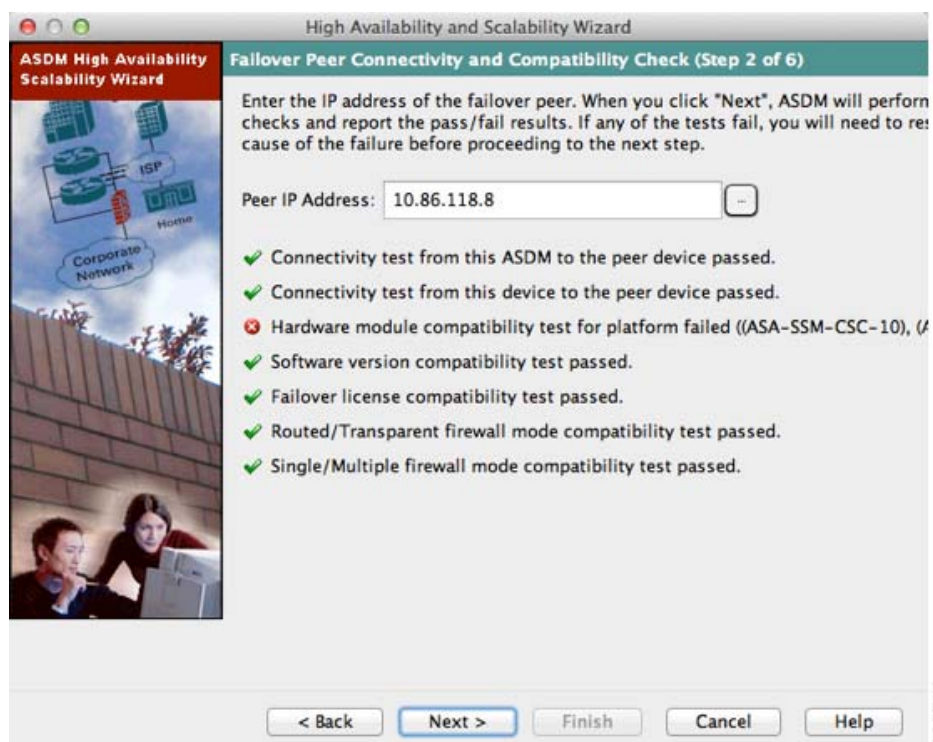 High Availability and Scalability Wizard
ASDM High Availability
Scalability Wizard
Failover Peer Connectivity and Compatibility Check (Step 2 of 6)
Enter the IP address of the failover peer. When you click "Next", ASDM will perform
checks and report the pass/fail results. If any of the tests fail, you will need to
cause of the failure before proceeding to the next step.
ISP
Home
Corporate
Network
Peer IP Address: 10.86.118.8 ...
Connectivity test from this ASDM to the peer device passed.
Connectivity test from this device to the peer device passed.
Hardware module compatibility test for platform failed ((ASA-SSM-CSC-10),
Software version compatibility test passed.
Failover license compatibility test passed.
Routed/Transparent firewall mode compatibility test passed.
Single/Multiple firewall mode compatibility test passed.
< Back
Next >
Finish
Cancel
Help